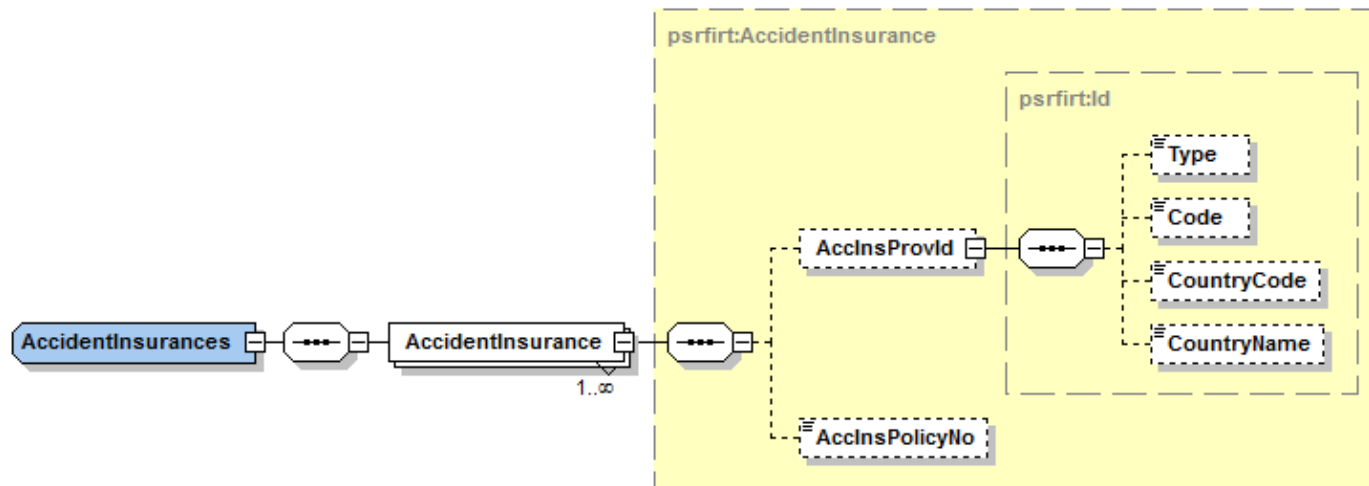 psrfirt:AccidentInsurance
psrfirt:Id
Type
Code
AccInsProvId
CountryCode
CountryName
AccidentInsurances
AccidentInsurance
1..∞
AccInsPolicyNo